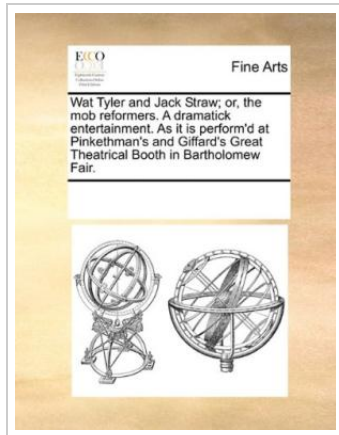 ECCO
Fine Arts
Wat Tyler and Jack Straw; or, the
mob reformers. A dramatick
entertainment. As it is perform'd at
Pinkethman's and Giffard's Great
Theatrical Booth in Bartholomew
Fair.